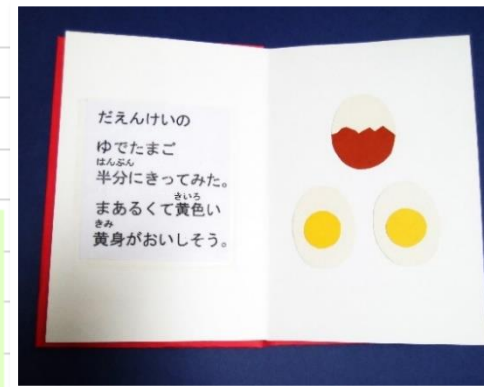 だえんけいの
ゆでたまご
はんぶん
半分にきってみた。
きいろ
まあるくて黄色い
きみ
黄身がおいしそう。